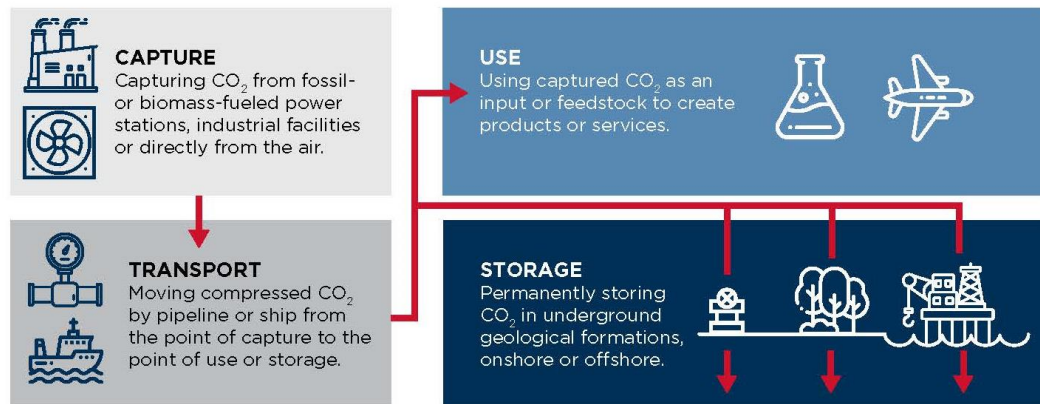 CAPTURE
Capturing CO₂ from fossil-
or biomass-fueled power
stations, industrial facilities
or directly from the air.
USE
Using captured CO₂ as an
input or feedstock to create
products or services.
TRANSPORT
Moving compressed CO₂
by pipeline or ship from
the point of capture to the
point of use or storage.
STORAGE
Permanently storing
CO₂ in underground
geological formations,
onshore or offshore.